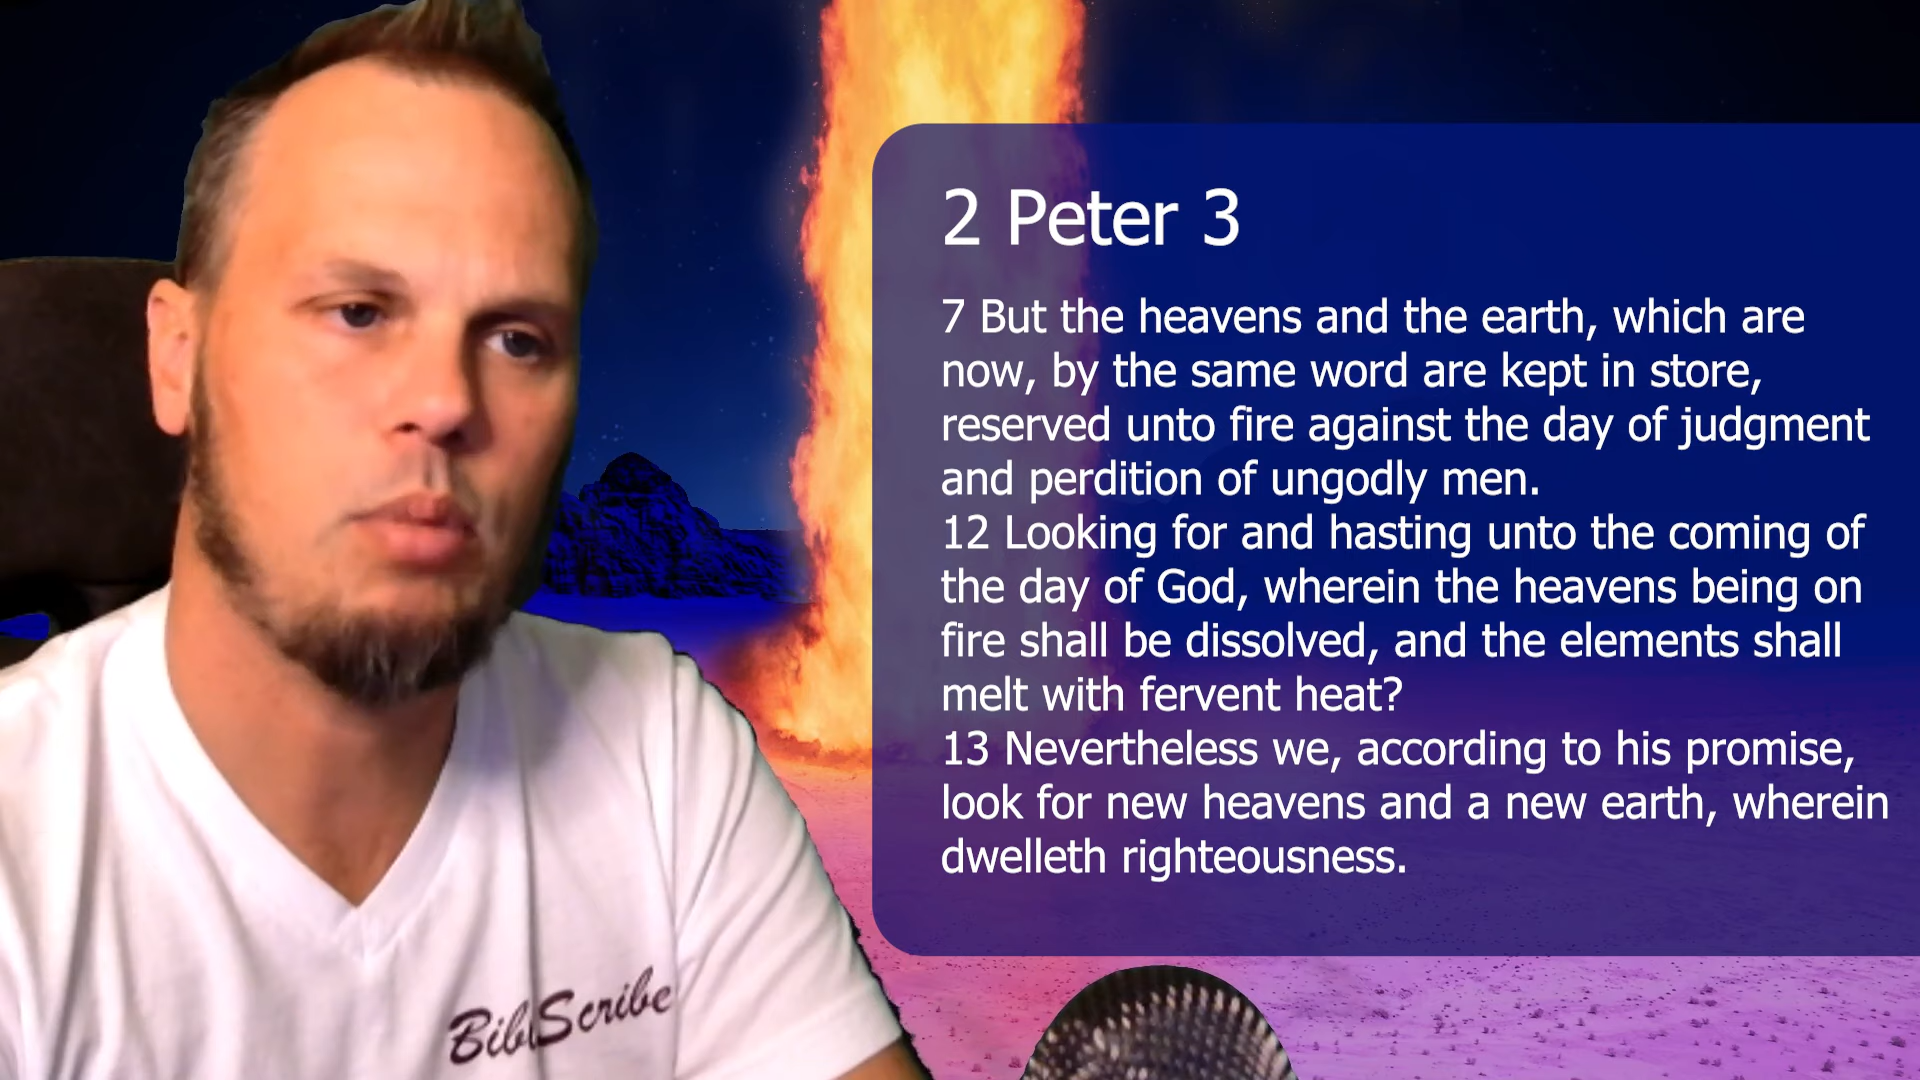 2 Peter 3
7 But the heavens and the earth, which are
now, by the same word are kept in store,
reserved unto fire against the day of judgment
and perdition of ungodly men.
12 Looking for and hasting unto the coming of
the day of God, wherein the heavens being on
fire shall be dissolved, and the elements shall
melt with fervent heat?
13 Nevertheless we, according to his promise,
look for new heavens and a new earth, wherein
dwelleth righteousness.